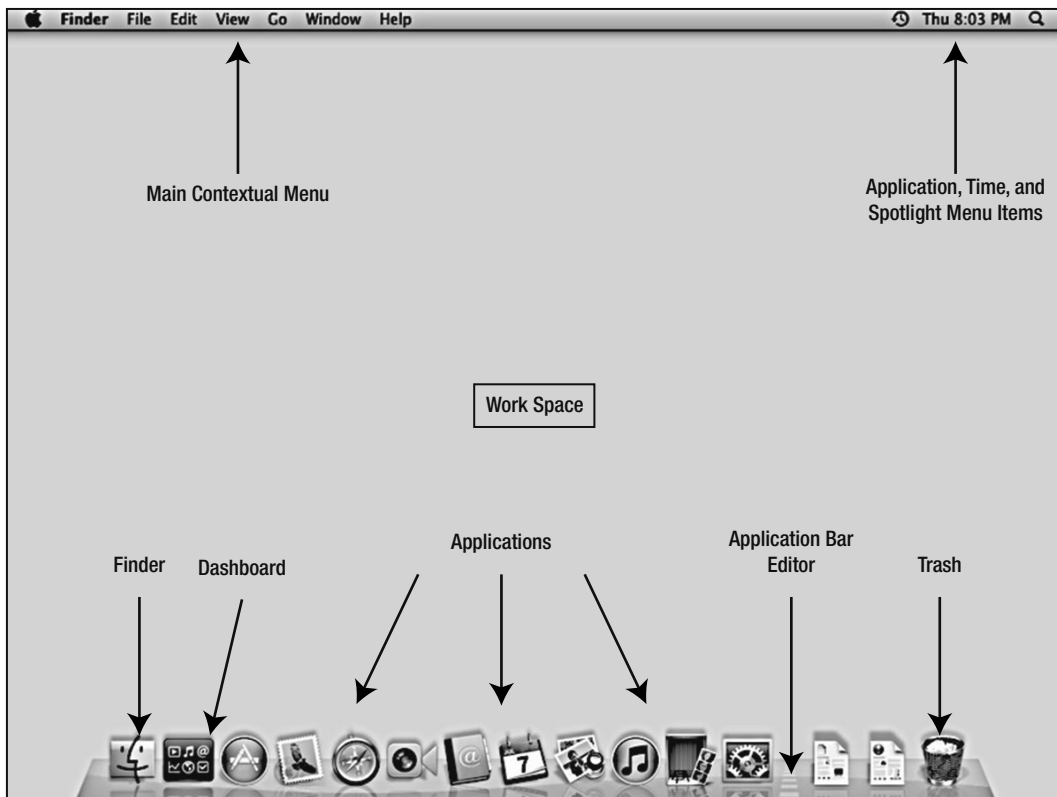 Finder File Edit View Go Window Help Thu 8:03 PM
Main Contextual Menu
Application, Time, and
Spotlight Menu Items
Work Space
Finder
Dashboard
Applications
Application Bar
Editor
Trash
@
@
7